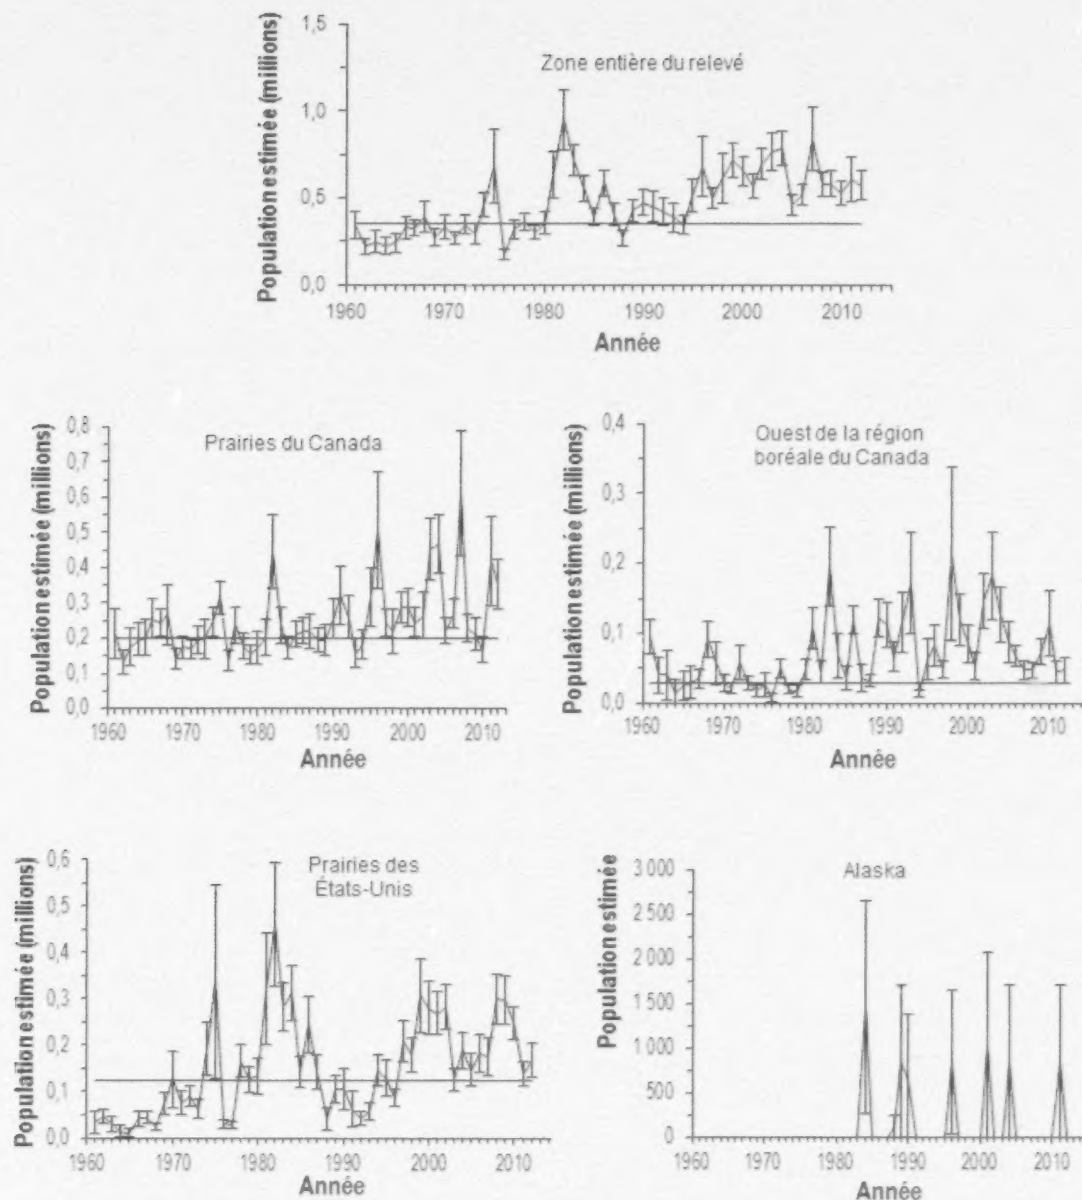 Zone entière du relevé
Population estimée (millions)
1,5
1,0
0,5
0,0
1960 1970 1980 1990 2000 2010
Année
Prairies du Canada
Population estimée (millions)
0,8
0,7
0,6
0,5
0,4
0,3
0,2
0,1
0,0
1960 1970 1980 1990 2000 2010
Année
Ouest de la région
boréale du Canada
Population estimée (millions)
0,4
0,3
0,2
0,1
0,0
1960 1970 1980 1990 2000 2010
Année
Prairies des
États-Unis
Population estimée (millions)
0,6
0,5
0,4
0,3
0,2
0,1
0,0
1960 1970 1980 1990 2000 2010
Année
Alaska
Population estimée
3 000
2 500
2 000
1 500
1 000
500
0
1960 1970 1980 1990 2000 2010
Année